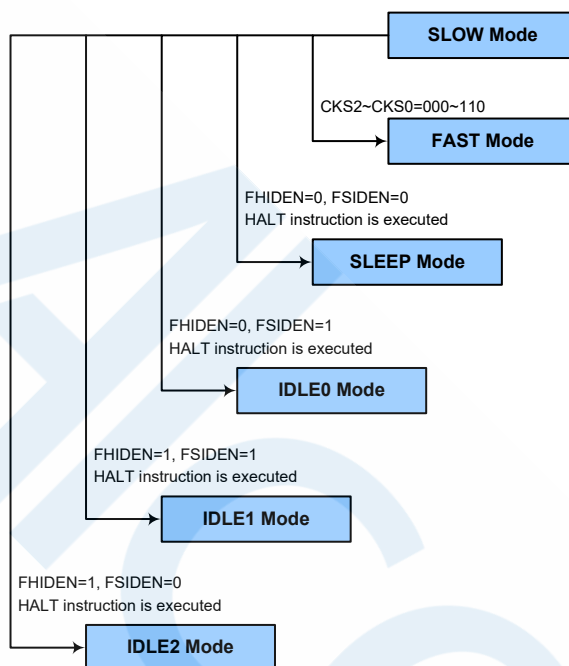 SLOW Mode
CKS2~CKS0=000~110
FAST Mode
FHIDEN=0, FSIDEN=0
HALT instruction is executed
SLEEP Mode
FHIDEN=0, FSIDEN=1
HALT instruction is executed
IDLE0 Mode
FHIDEN=1, FSIDEN=1
HALT instruction is executed
IDLE1 Mode
FHIDEN=1, FSIDEN=0
HALT instruction is executed
IDLE2 Mode